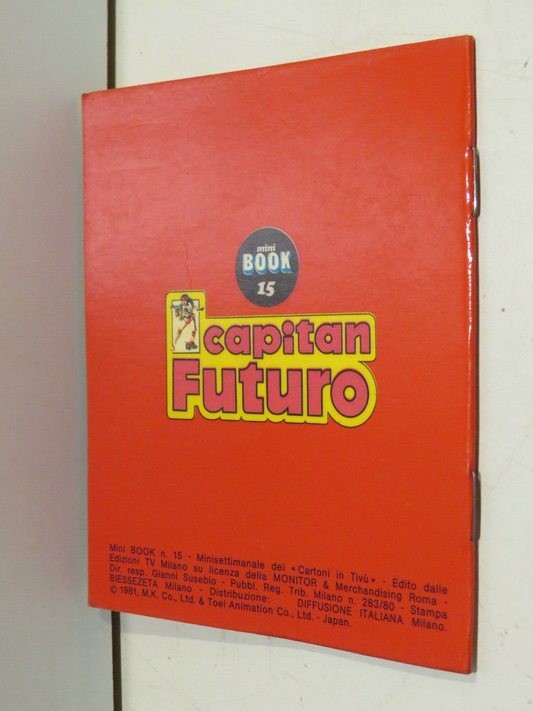 mini
BOOK
15
capitan
Futuro
Mini BOOK n. 15 - Minisettimanale dei « Cartoni in Tivù » - Edito dalle
Edizioni TV Milano su licenza della MONITOR & Merchandising Roma -
Dir. resp. Gianni Susebio - Pubbl. Reg. Trib. Milano n. 283/80 - Stampa
BIESSEZETA Milano - Distribuzione: DIFFUSIONE ITALIANA Milano.
© 1981, M.K. Co., Ltd. & Toei Animation Co., Ltd. - Japan.